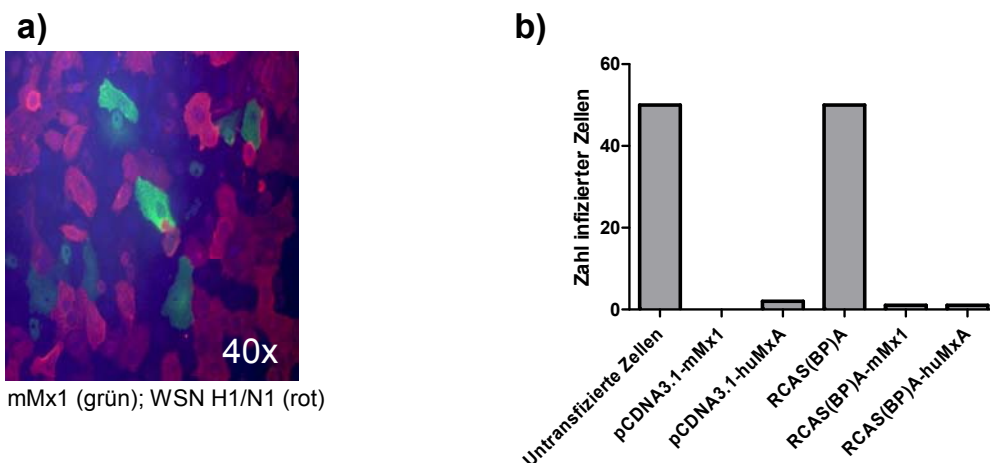 a)
40x
mMx1 (grün); WSN H1/N1 (rot)
b)
Zahl infizierter Zellen
60
40
20
0
Untransfizierte Zellen
pCDNA3.1-mMx1
pCDNA3.1-huMxA
RCAS(BP)A
RCAS(BP)A-mMx1
RCAS(BP)A-huMxA